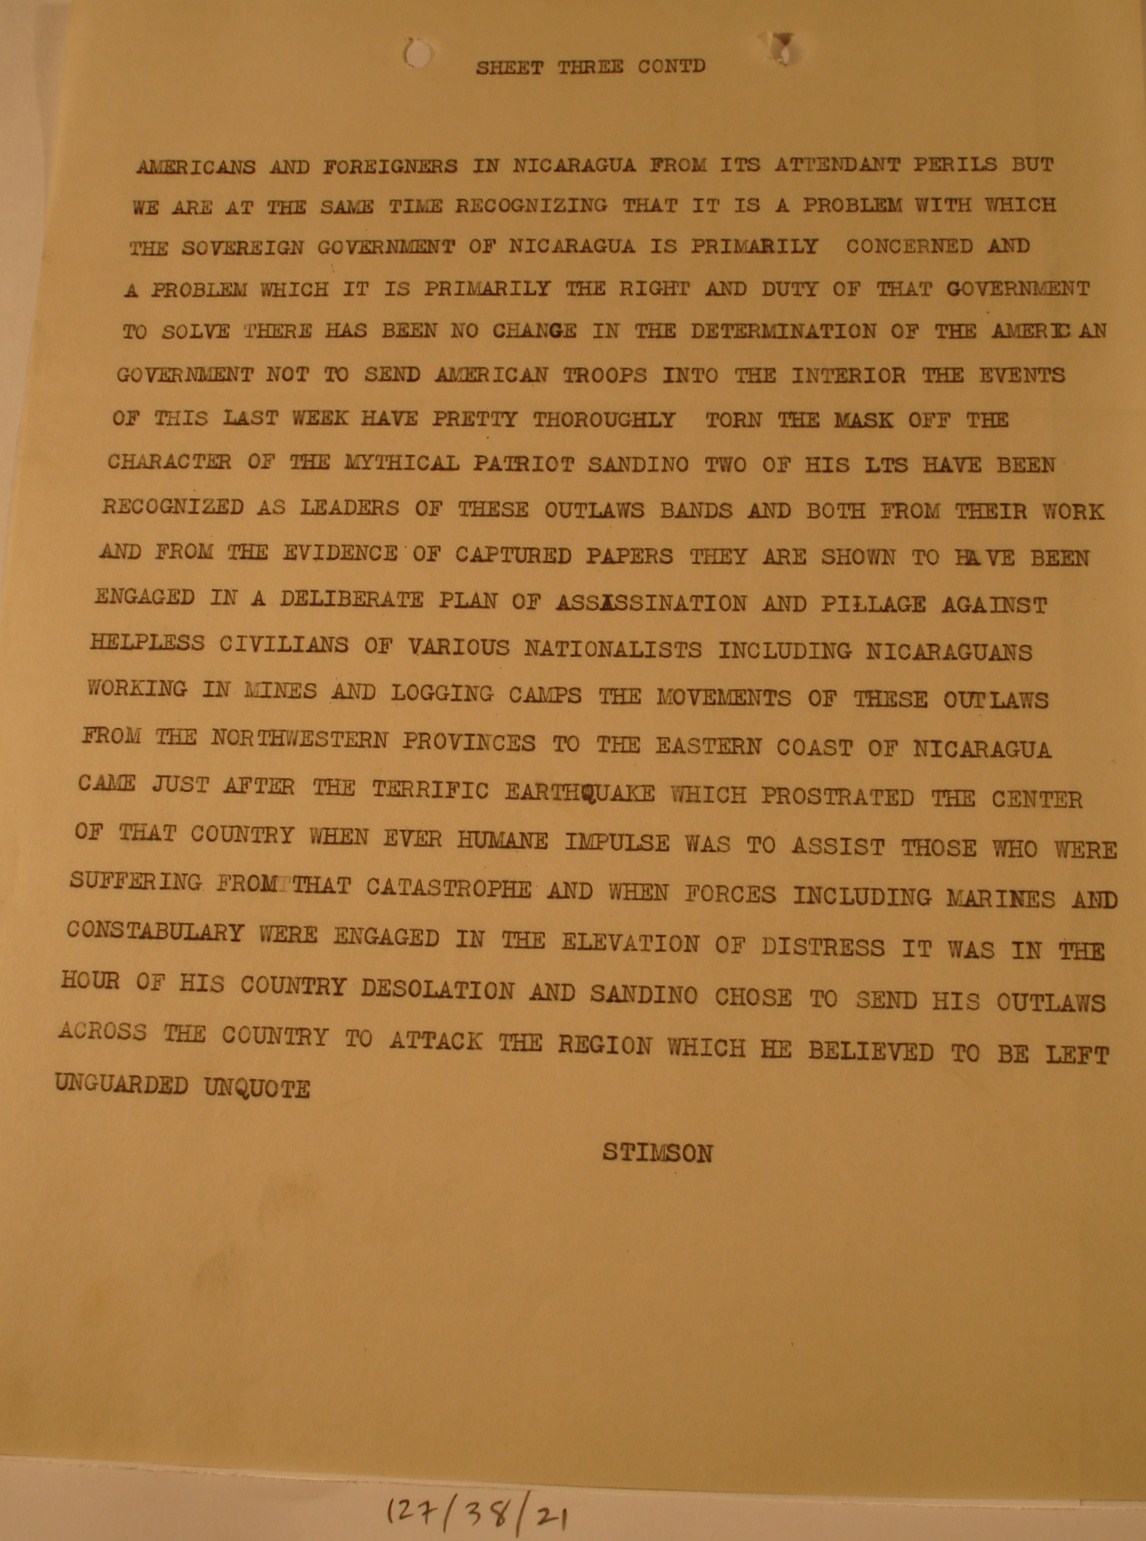 SHEET THREE CONTD
AMERICANS AND FOREIGNERS IN NICARAGUA FROM ITS ATTENDANT PERILS BUT
WE ARE AT THE SAME TIME RECOGNIZING THAT IT IS A PROBLEM WITH WHICH
THE SOVEREIGN GOVERNMENT OF NICARAGUA IS PRIMARILY CONCERNED AND
A PROBLEM WHICH IT IS PRIMARILY THE RIGHT AND DUTY OF THAT GOVERNMENT
TO SOLVE THERE HAS BEEN NO CHANGE IN THE DETERMINATION OF THE AMERICAN
GOVERNMENT NOT TO SEND AMERICAN TROOPS INTO THE INTERIOR THE EVENTS
OF THIS LAST WEEK HAVE PRETTY THOROUGHLY TORN THE MASK OFF THE
CHARACTER OF THE MYTHICAL PATRIOT SANDINO TWO OF HIS LTS HAVE BEEN
RECOGNIZED AS LEADERS OF THESE OUTLAWS BANDS AND BOTH FROM THEIR WORK
AND FROM THE EVIDENCE OF CAPTURED PAPERS THEY ARE SHOWN TO HAVE BEEN
ENGAGED IN A DELIBERATE PLAN OF ASSASSINATION AND PILLAGE AGAINST
HELPLESS CIVILIANS OF VARIOUS NATIONALISTS INCLUDING NICARAGUANS
WORKING IN MINES AND LOGGING CAMPS THE MOVEMENTS OF THESE OUTLAWS
FROM THE NORTHWESTERN PROVINCES TO THE EASTERN COAST OF NICARAGUA
CAME JUST AFTER THE TERRIFIC EARTHQUAKE WHICH PROSTRATED THE CENTER
OF THAT COUNTRY WHEN EVER HUMANE IMPULSE WAS TO ASSIST THOSE WHO WERE
SUFFERING FROM THAT CATASTROPHE AND WHEN FORCES INCLUDING MARINES AND
CONSTABULARY WERE ENGAGED IN THE ELEVATION OF DISTRESS IT WAS IN THE
HOUR OF HIS COUNTRY DESOLATION AND SANDINO CHOSE TO SEND HIS OUTLAWS
ACROSS THE COUNTRY TO ATTACK THE REGION WHICH HE BELIEVED TO BE LEFT
UNGUARDED UNQUOTE
STIMSON
127/38/21